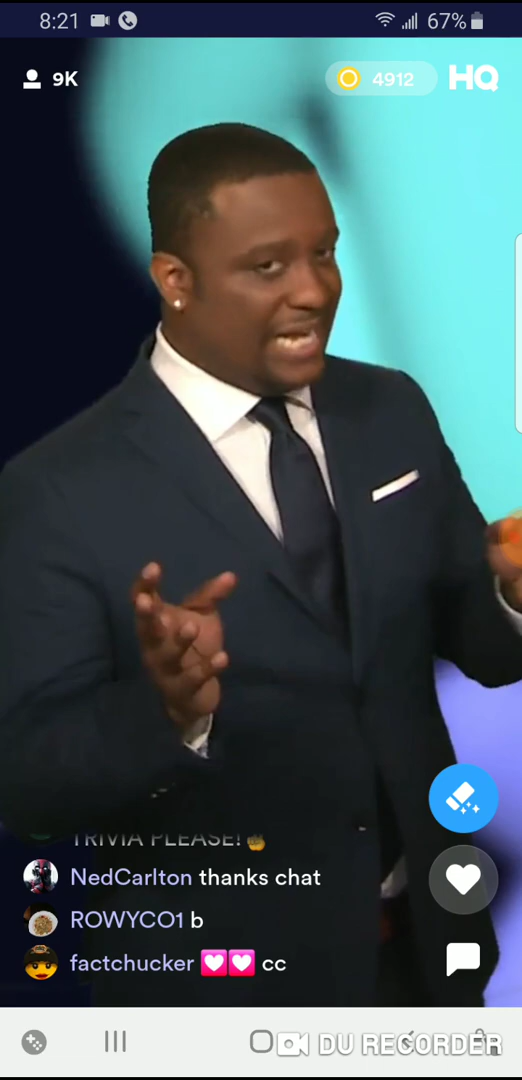 8:21 67%
9K 4912 HQ
TRIVIA PLEASE!
NedCarlton thanks chat
ROWYCO1 b
factchucker 💟💟 cc
DU RECORDER